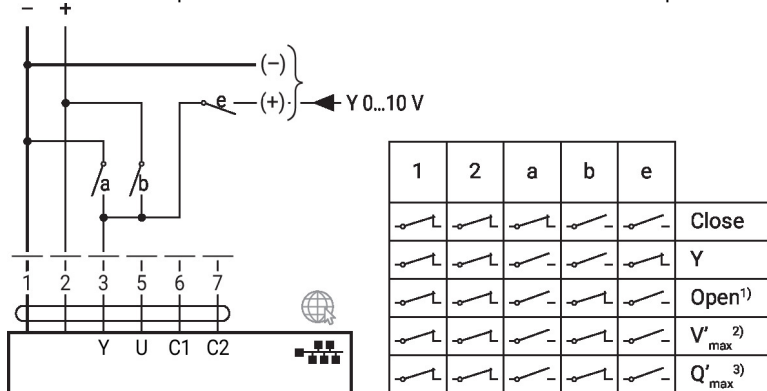 − +
(−)
e (+) Y 0...10 V
a b
1 2 3 5 6 7
Y U C1 C2
1 2 a b e
Close
Y
Open1)
V'max 2)
Q'max 3)